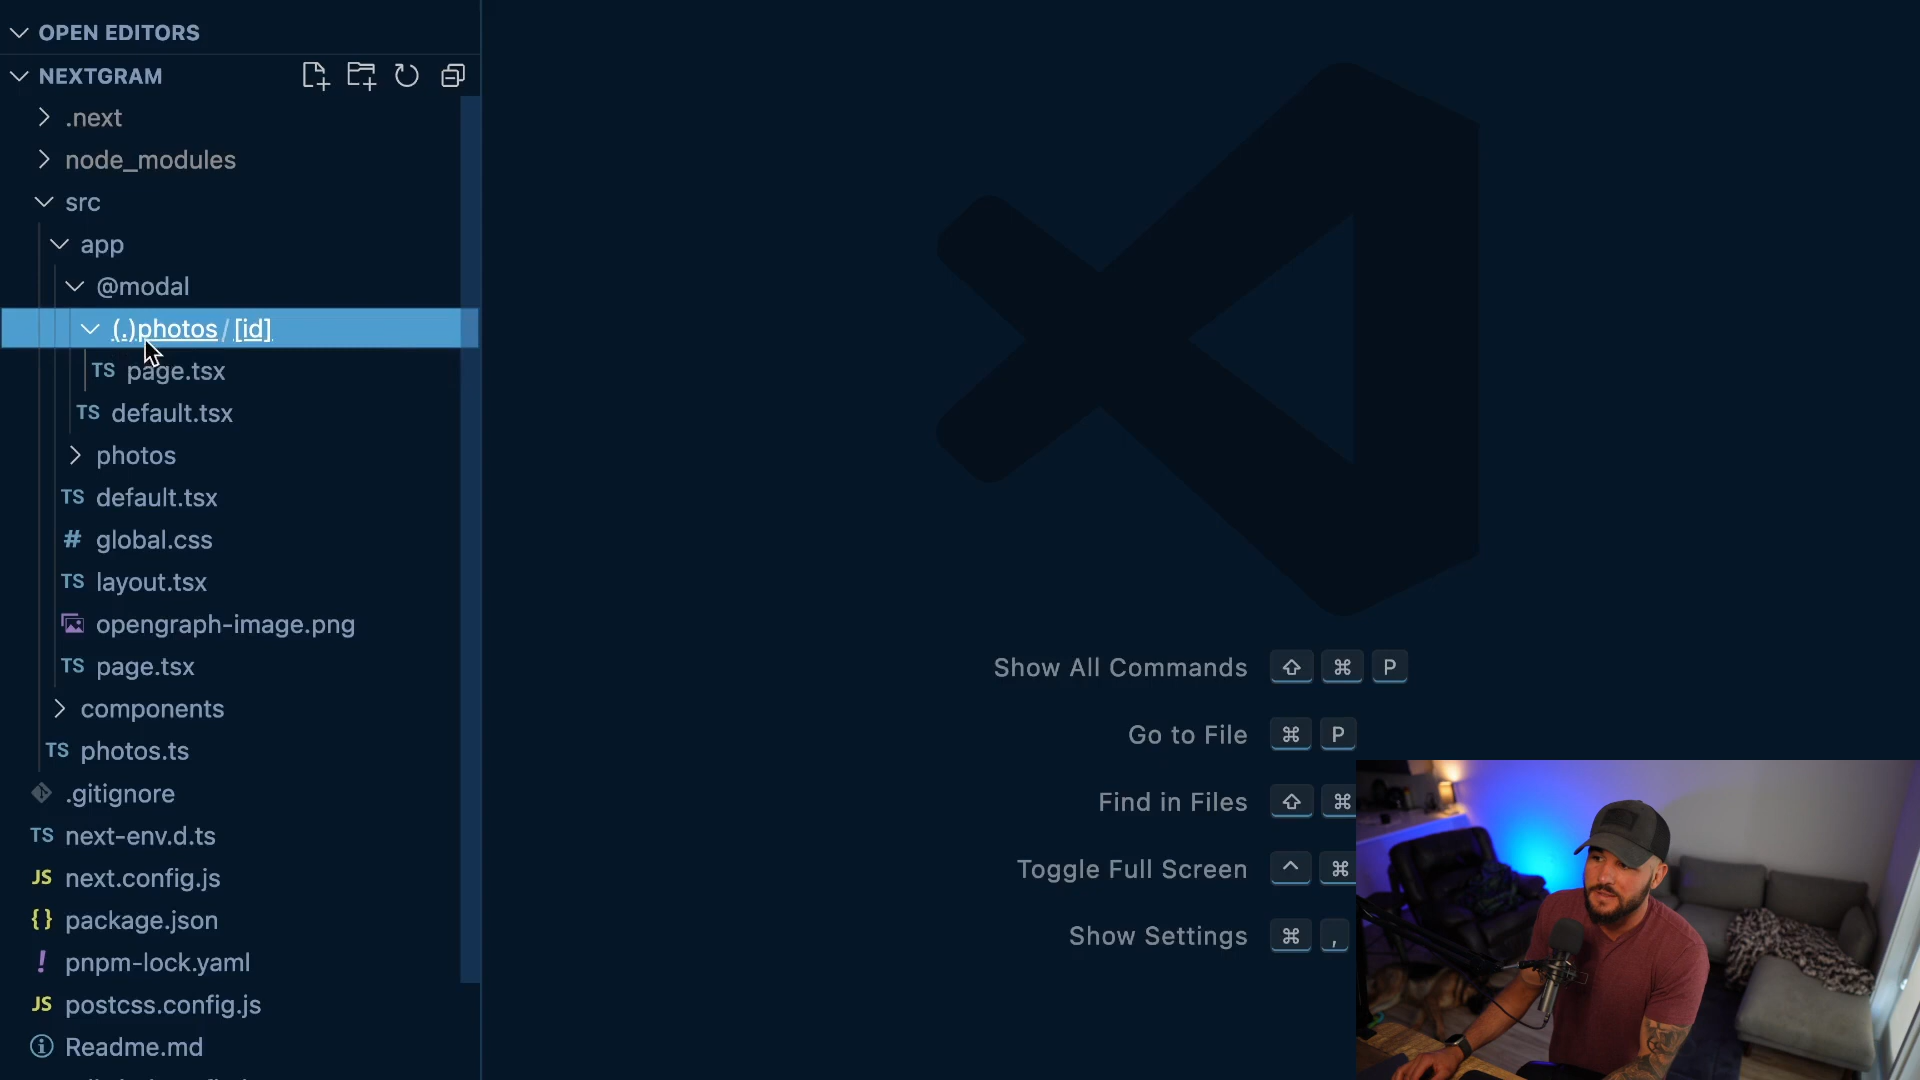 OPEN EDITORS
NEXTGRAM
.next
node_modules
src
app
@modal
(.)photos / [id]
TS page.tsx
TS default.tsx
photos
TS default.tsx
# global.css
TS layout.tsx
opengraph-image.png
TS page.tsx
components
TS photos.ts
.gitignore
TS next-env.d.ts
JS next.config.js
{} package.json
! pnpm-lock.yaml
JS postcss.config.js
Readme.md
Show All Commands ⇧ ⌘ P
Go to File ⌘ P
Find in Files ⇧ ⌘
Toggle Full Screen ^ ⌘
Show Settings ⌘ ,